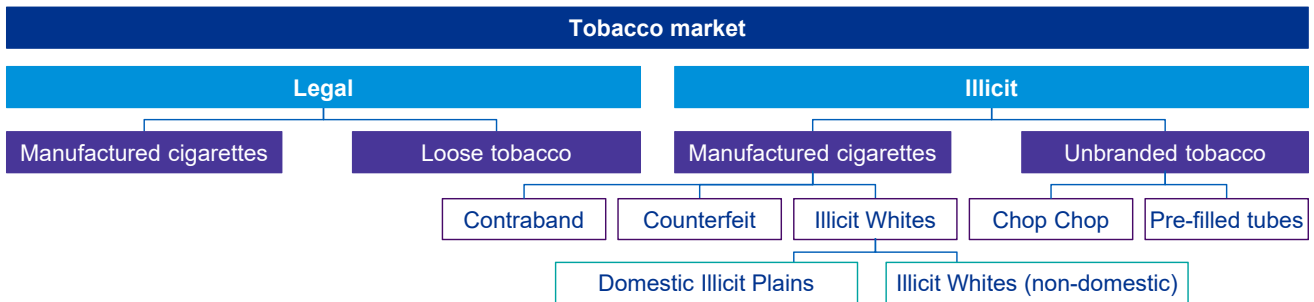 Tobacco market
Legal
Illicit
Manufactured cigarettes
Loose tobacco
Manufactured cigarettes
Unbranded tobacco
Contraband
Counterfeit
Illicit Whites
Chop Chop
Pre-filled tubes
Domestic Illicit Plains
Illicit Whites (non-domestic)